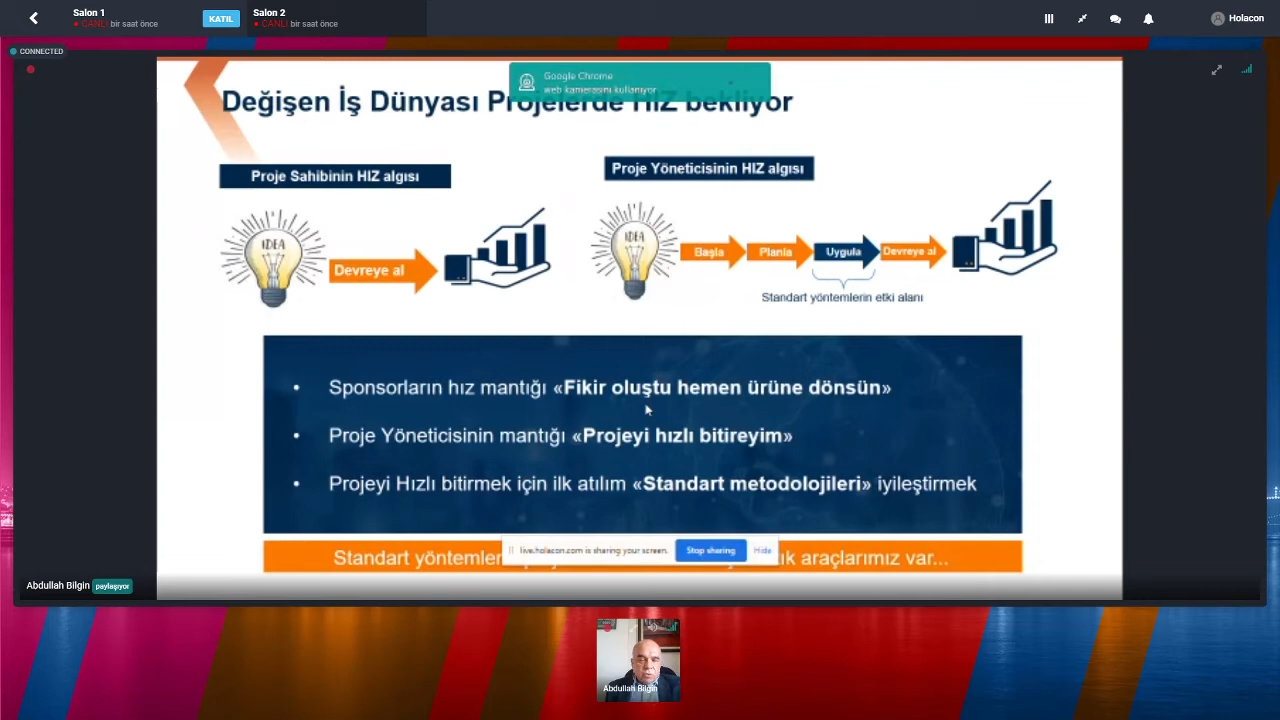 Salon 1
• CANLI bir saat önce
KATIL
Salon 2
• CANLI bir saat önce
Holacon
CONNECTED
Google Chrome
web kamerasını kullanıyor
Değişen İş Dünyası Projelerde HIZ bekliyor
Proje Sahibinin HIZ algısı
Proje Yöneticisinin HIZ algısı
IDEA
Devreye al
IDEA
Başla
Planla
Uygula
Devreye al
Standart yöntemlerin etki alanı
• Sponsorların hız mantığı «Fikir oluştu hemen ürüne dönsün»
• Proje Yöneticisinin mantığı «Projeyi hızlı bitireyim»
• Projeyi Hızlı bitirmek için ilk atılım «Standart metodolojileri» iyileştirmek
live.holacon.com is sharing your screen.
Stop sharing
Hide
Standart araçlarımız var...
Abdullah Bilgin
paylaşıyor
Abdullah Bilgin